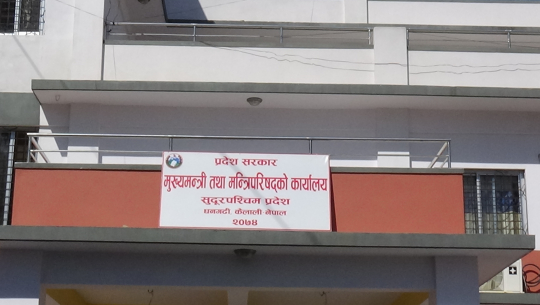 प्रदेश सरकार
मुख्यमन्त्री तथा मन्त्रिपरिषद्को कार्यालय
सुदूरपश्चिम प्रदेश
धनगढी, कैलाली नेपाल
२०७४